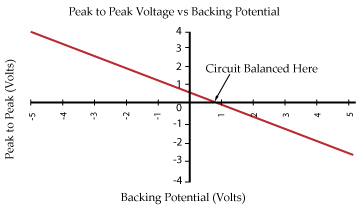 Peak to Peak Voltage vs Backing Potential
4
3
2
1
0
-1
-2
-3
-4
Circuit Balanced Here
-5 -4 -3 -2 -1 1 2 3 4 5
Peak to Peak (Volts)
Backing Potential (Volts)